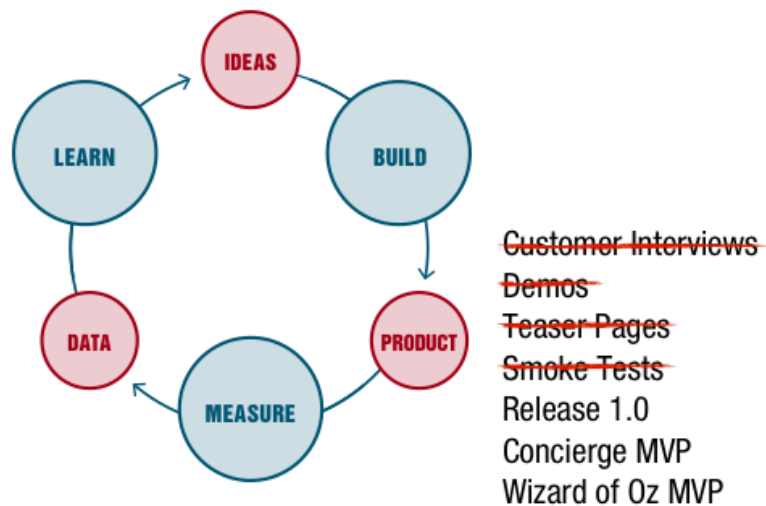 IDEAS
LEARN
BUILD
DATA
PRODUCT
MEASURE
Customer Interviews
Demos
Teaser Pages
Smoke Tests
Release 1.0
Concierge MVP
Wizard of Oz MVP